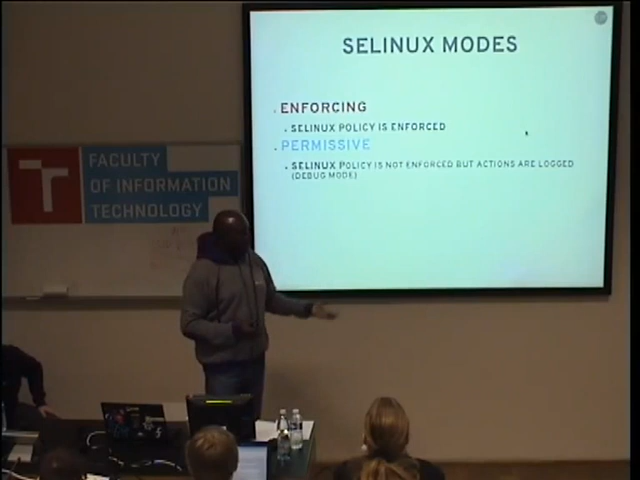 SELINUX MODES
ENFORCING
SELINUX POLICY IS ENFORCED
PERMISSIVE
SELINUX POLICY IS NOT ENFORCED BUT ACTIONS ARE LOGGED
(DEBUG MODE)
T
FACULTY
OF INFORMATION
TECHNOLOGY